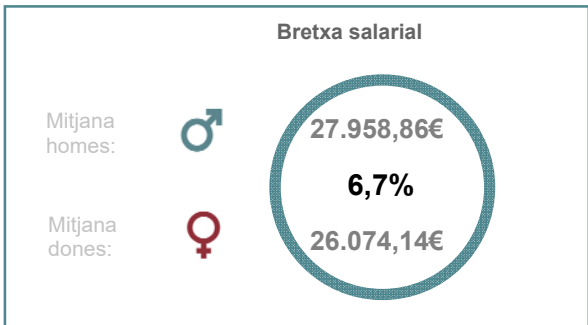 Bretxa salarial
Mitjana
homes:
27.958,86€
6,7%
Mitjana
dones:
26.074,14€